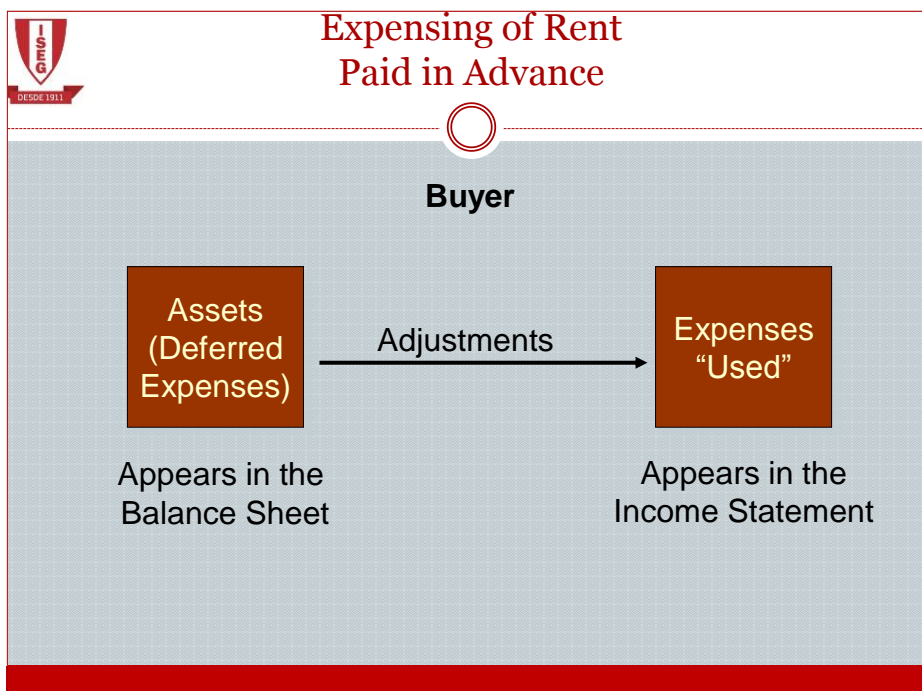 ISEG
DESDE 1911
Expensing of Rent
Paid in Advance
Buyer
Assets
(Deferred
Expenses)
Adjustments
Expenses
“Used”
Appears in the
Balance Sheet
Appears in the
Income Statement